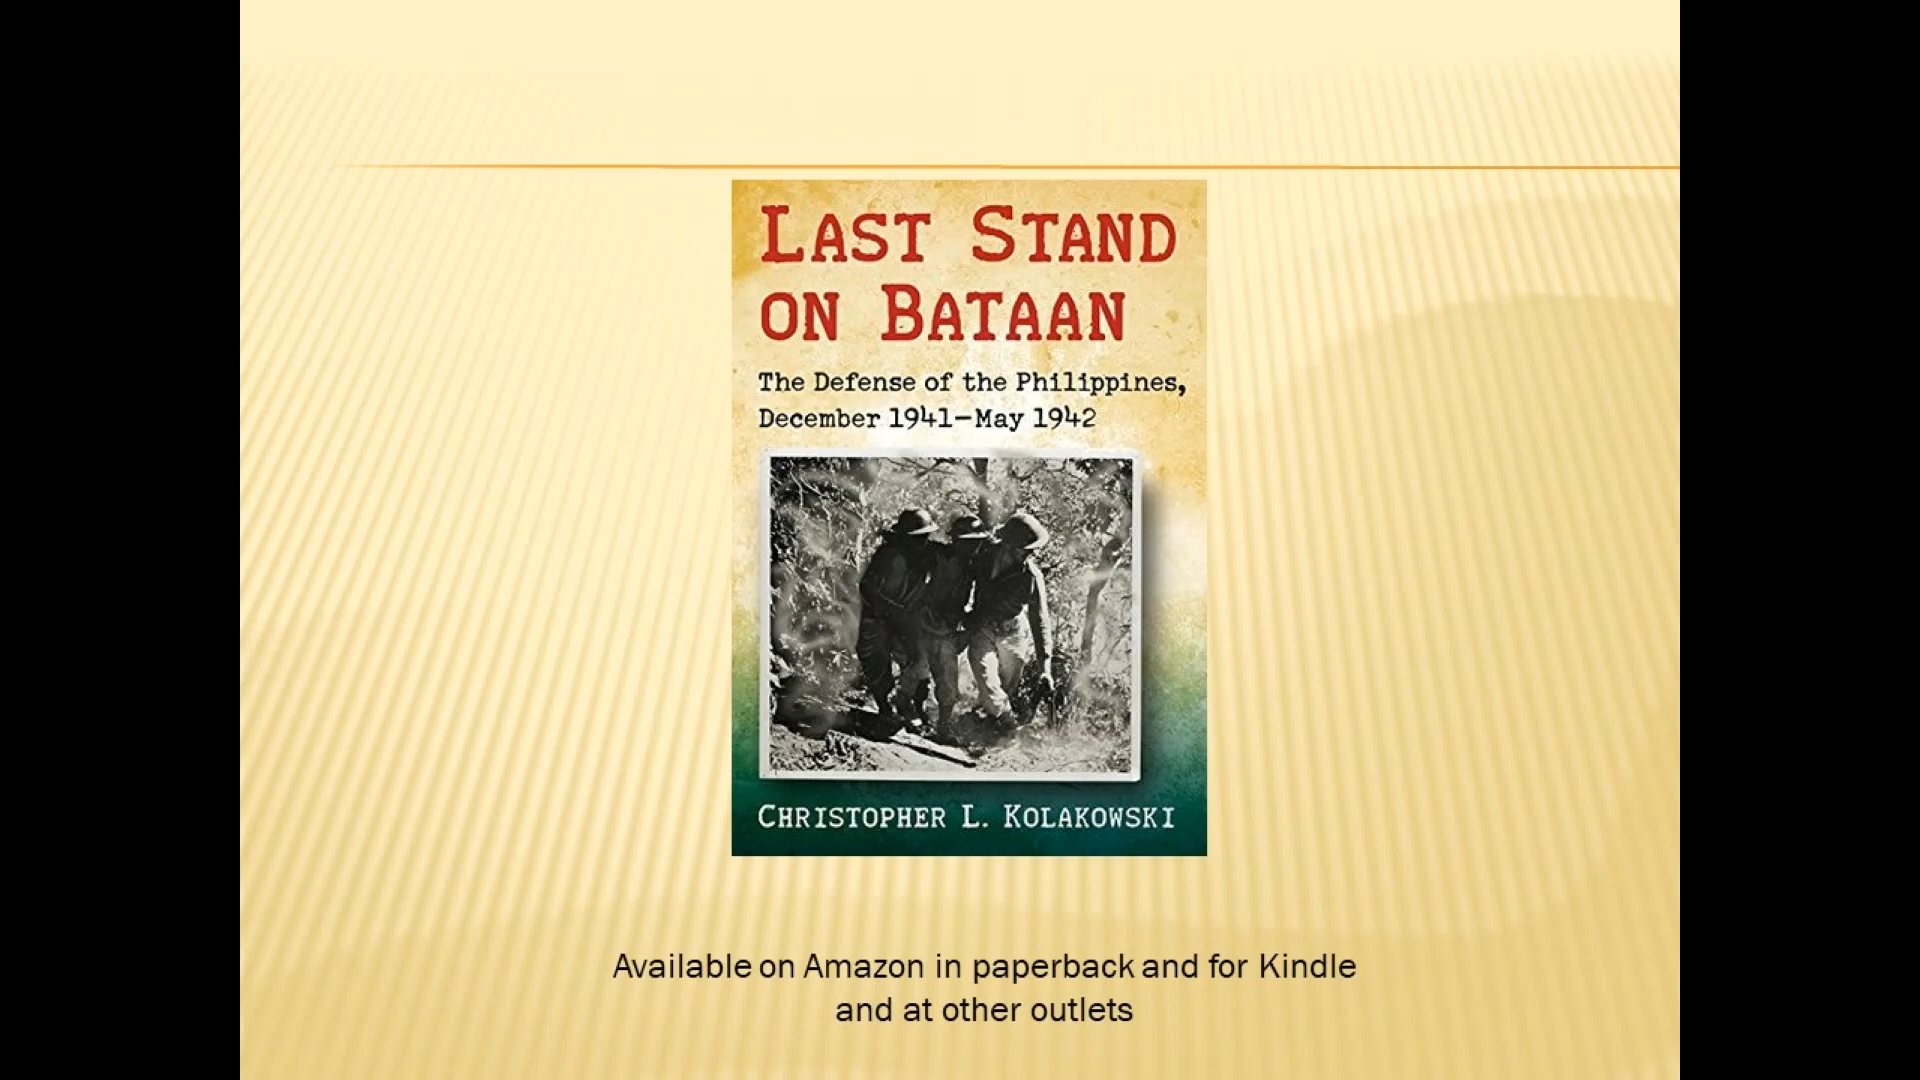 LAST STAND
ON BATAAN
The Defense of the Philippines,
December 1941–May 1942
CHRISTOPHER L. KOLAKOWSKI
Available on Amazon in paperback and for Kindle
and at other outlets